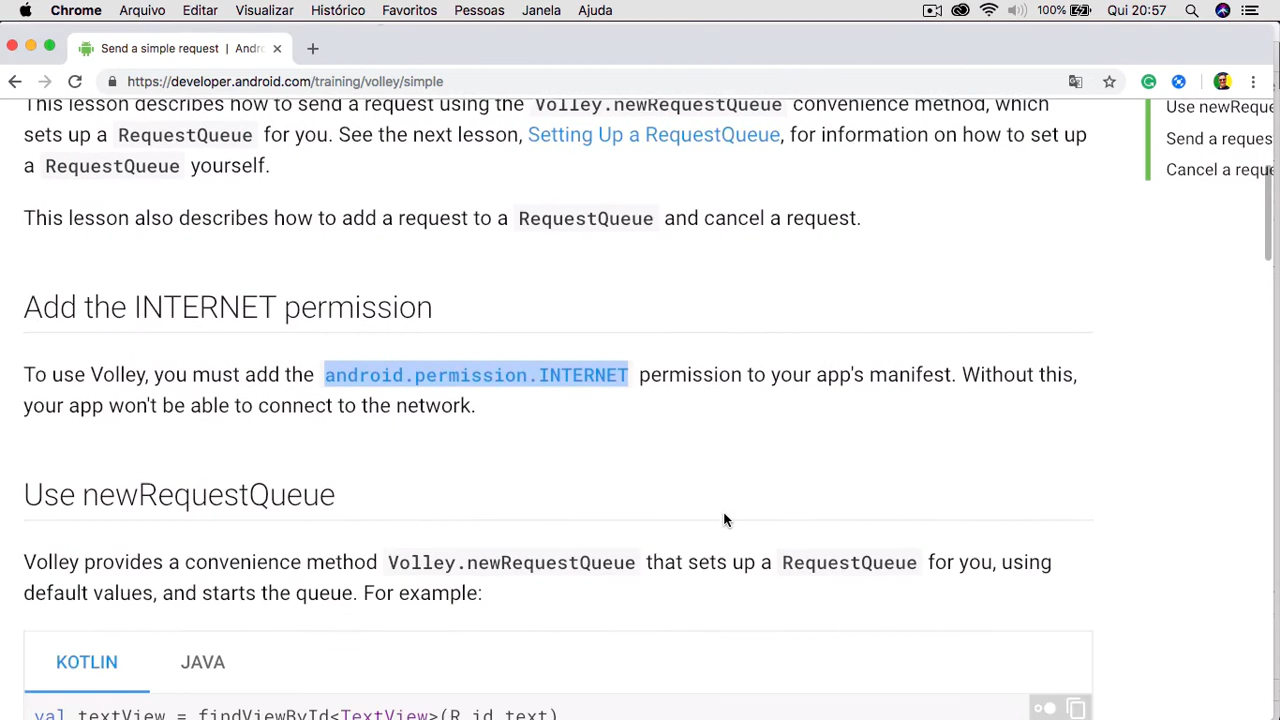 Chrome Arquivo Editar Visualizar Histórico Favoritos Pessoas Janela Ajuda 100% Qui 20:57
Send a simple request | Andr
https://developer.android.com/training/volley/simple
This lesson describes how to send a request using the Volley.newRequestQueue convenience method, which
sets up a RequestQueue for you. See the next lesson, Setting Up a RequestQueue, for information on how to set up
a RequestQueue yourself.
This lesson also describes how to add a request to a RequestQueue and cancel a request.
Use newReque
Send a reques
Cancel a reque
Add the INTERNET permission
To use Volley, you must add the android.permission.INTERNET permission to your app's manifest. Without this,
your app won't be able to connect to the network.
Use newRequestQueue
Volley provides a convenience method Volley.newRequestQueue that sets up a RequestQueue for you, using
default values, and starts the queue. For example:
KOTLIN JAVA
val textView = findViewById<TextView>(R.id.text)